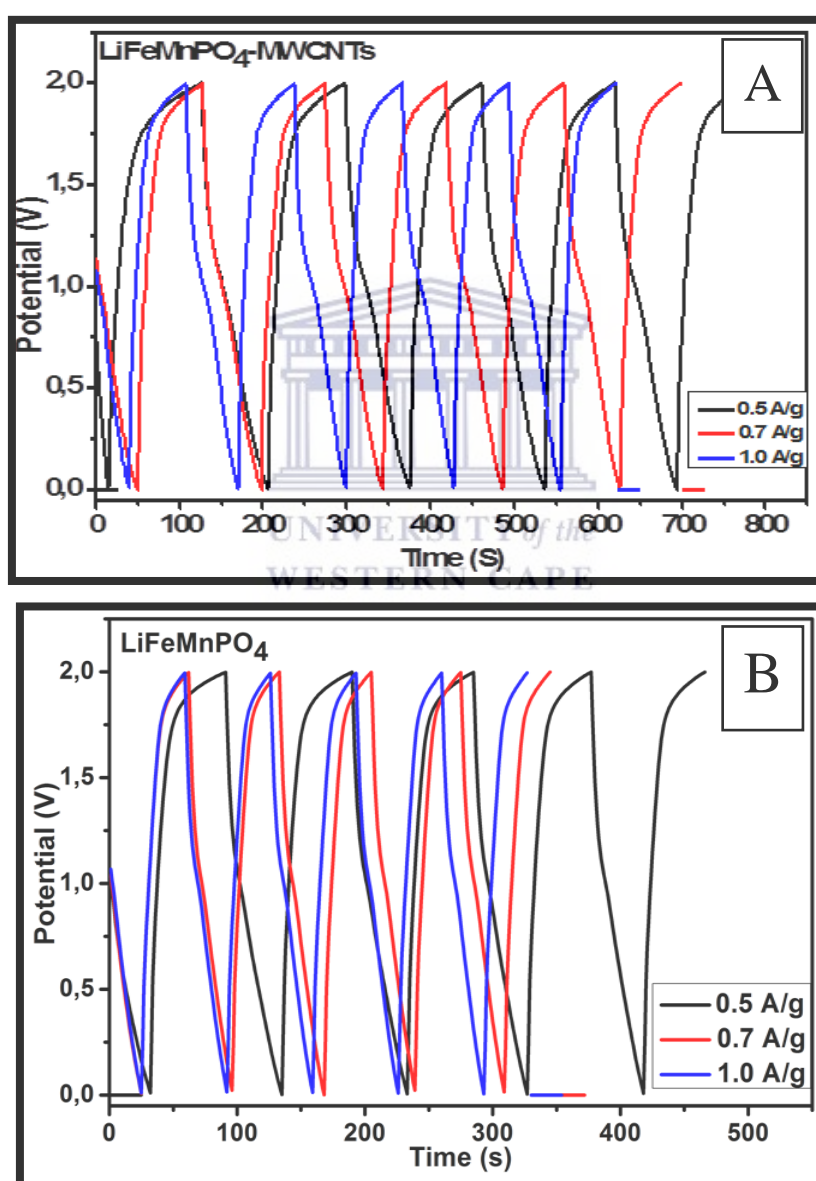 LiFeMnPO4-MWCNTs
A
2,0
1,5
1,0
0,5
0,0
Potential (V)
0.5 A/g
0.7 A/g
1.0 A/g
0 100 200 300 400 500 600 700 800
Time (S)
UNIVERSITY of the
WESTERN CAPE
LiFeMnPO4
B
2,0
1,5
1,0
0,5
0,0
Potential (V)
0.5 A/g
0.7 A/g
1.0 A/g
0 100 200 300 400 500
Time (s)